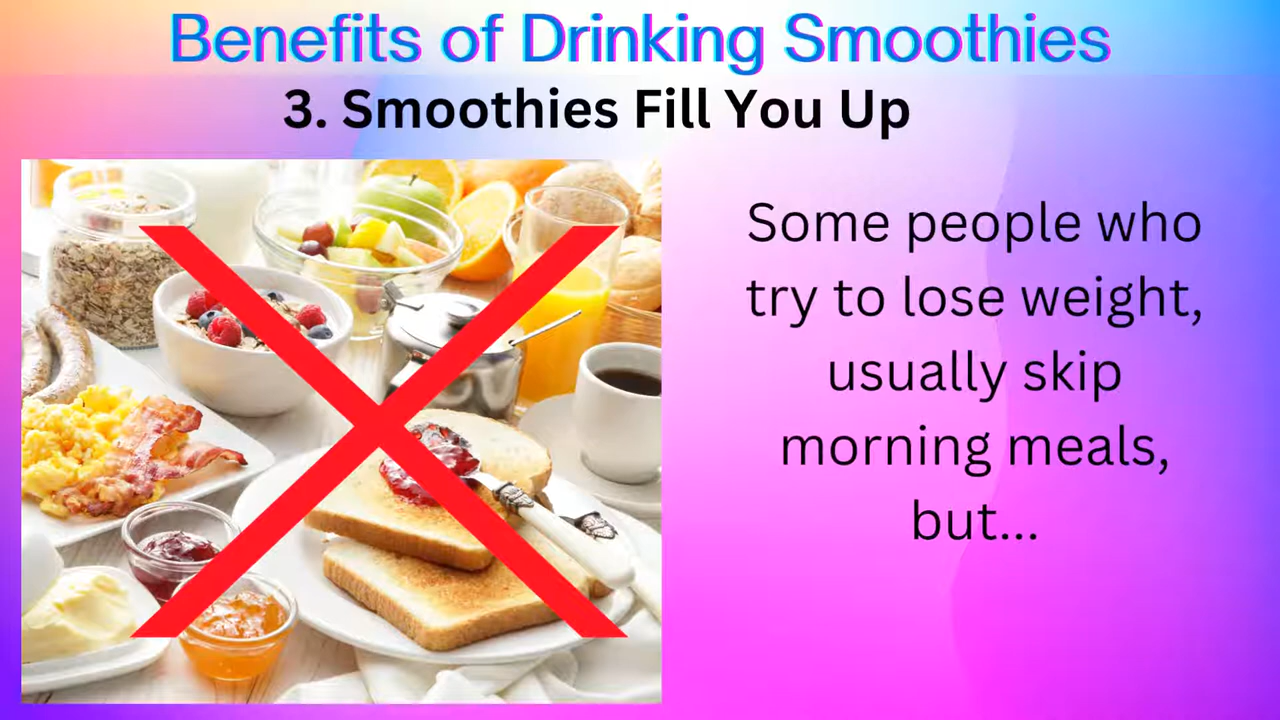 Benefits of Drinking Smoothies
3. Smoothies Fill You Up
Some people who
try to lose weight,
usually skip
morning meals,
but...